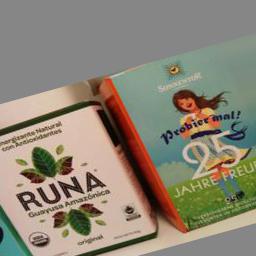 Energizante Natural
con Antioxidantes
RUNA
Guayusa Amazónica
original
SONNENTOR
Probier mal!
25
JAHRE FREU